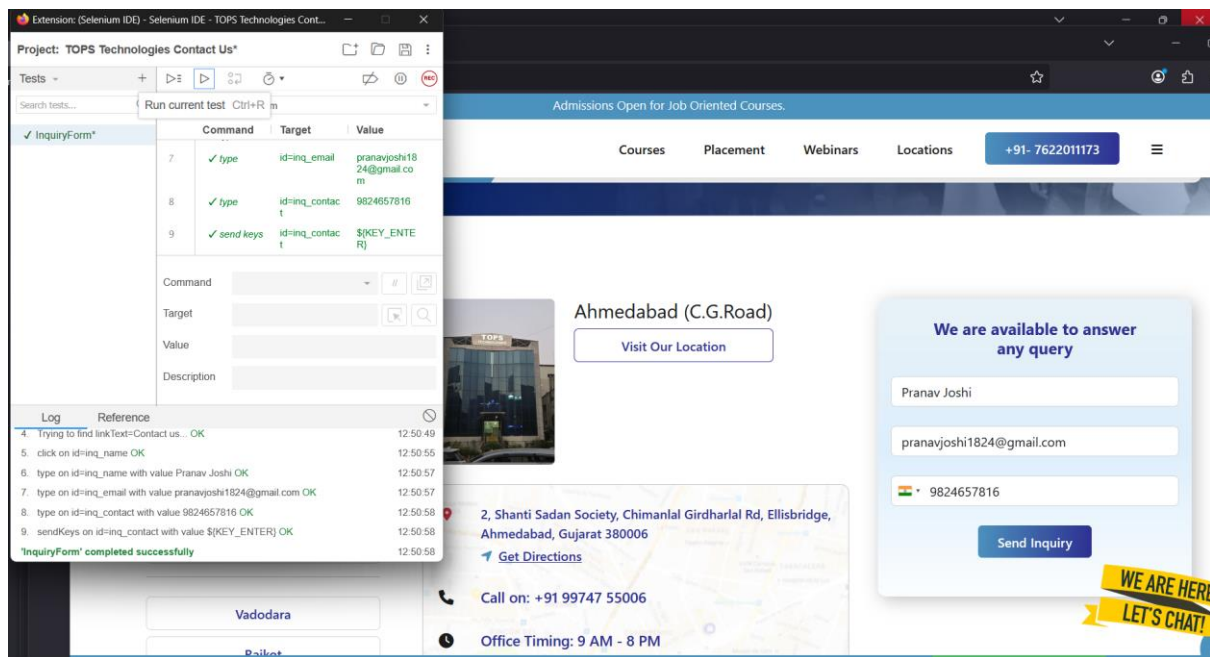 Extension: (Selenium IDE) - Selenium IDE - TOPS Technologies Cont...
Project: TOPS Technologies Contact Us*
Tests
Search tests...
Run current test Ctrl+R
Command Target Value
✓ InquiryForm*
7 ✓ type id=inq_email pranavjoshi18
24@gmail.co
m
8 ✓ type id=inq_contac 9824657816
t
9 ✓ send keys id=inq_contac ${KEY_ENTE
t R}
Command
//
Target
Value
Description
Log Reference
4. Trying to find linkText=Contact us... OK 12:50:49
5. click on id=inq_name OK 12:50:55
6. type on id=inq_name with value Pranav Joshi OK 12:50:57
7. type on id=inq_email with value pranavjoshi1824@gmail.com OK 12:50:57
8. type on id=inq_contact with value 9824657816 OK 12:50:58
9. sendKeys on id=inq_contact with value ${KEY_ENTER} OK 12:50:58
'InquiryForm' completed successfully 12:50:58
REC
Admissions Open for Job Oriented Courses.
Courses Placement Webinars Locations +91- 7622011173
TOPS
Ahmedabad (C.G.Road)
Visit Our Location
2, Shanti Sadan Society, Chimanlal Girdharlal Rd, Ellisbridge,
Ahmedabad, Gujarat 380006
Get Directions
Call on: +91 99747 55006
Office Timing: 9 AM - 8 PM
Vadodara
Rajkot
We are available to answer
any query
Pranav Joshi
pranavjoshi1824@gmail.com
9824657816
Send Inquiry
WE ARE HERE
LET'S CHAT!